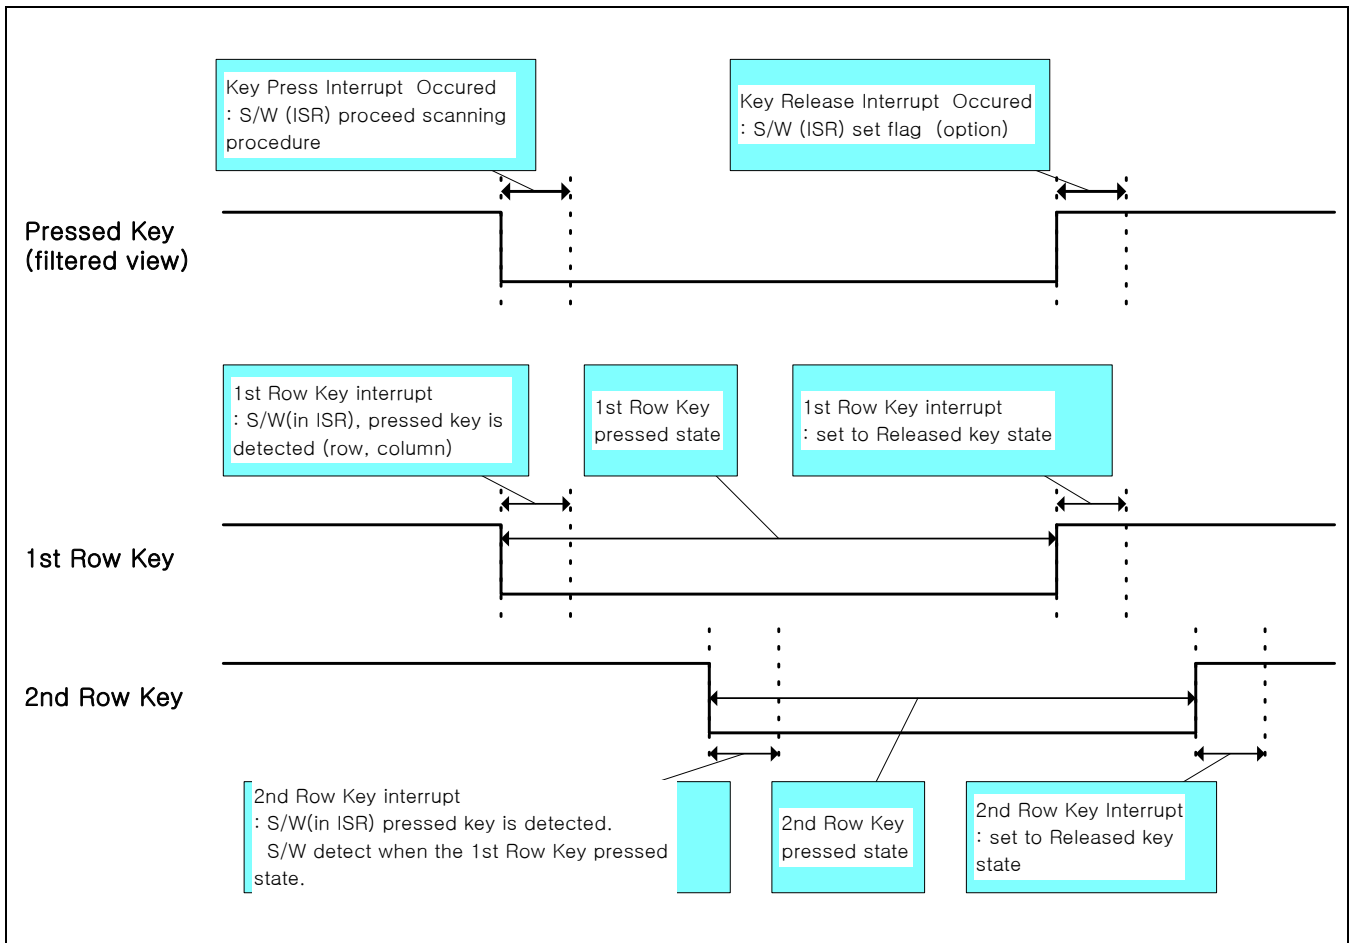 Key Press Interrupt Occured
: S/W (ISR) proceed scanning
procedure
Key Release Interrupt Occured
: S/W (ISR) set flag (option)
Pressed Key
(filtered view)
1st Row Key interrupt
: S/W(in ISR), pressed key is
detected (row, column)
1st Row Key
pressed state
1st Row Key interrupt
: set to Released key state
1st Row Key
2nd Row Key
2nd Row Key interrupt
: S/W(in ISR) pressed key is detected.
S/W detect when the 1st Row Key pressed
state.
2nd Row Key
pressed state
2nd Row Key Interrupt
: set to Released key
state